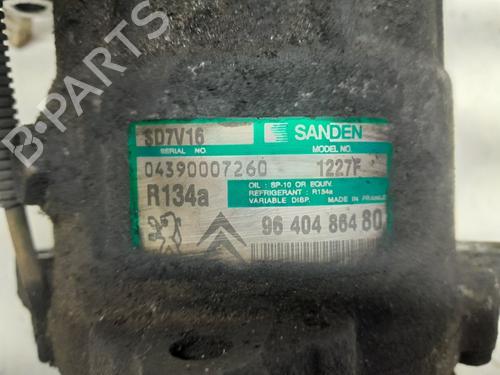 SD7V16 SANDEN
SERIAL NO. MODEL NO.
04390007260 1227F
R134a
OIL : SP-10 OR EQUIV.
REFRIGERANT : R134a
VARIABLE DISP. MADE IN FRANCE
96 404 864 80
B-PARTS